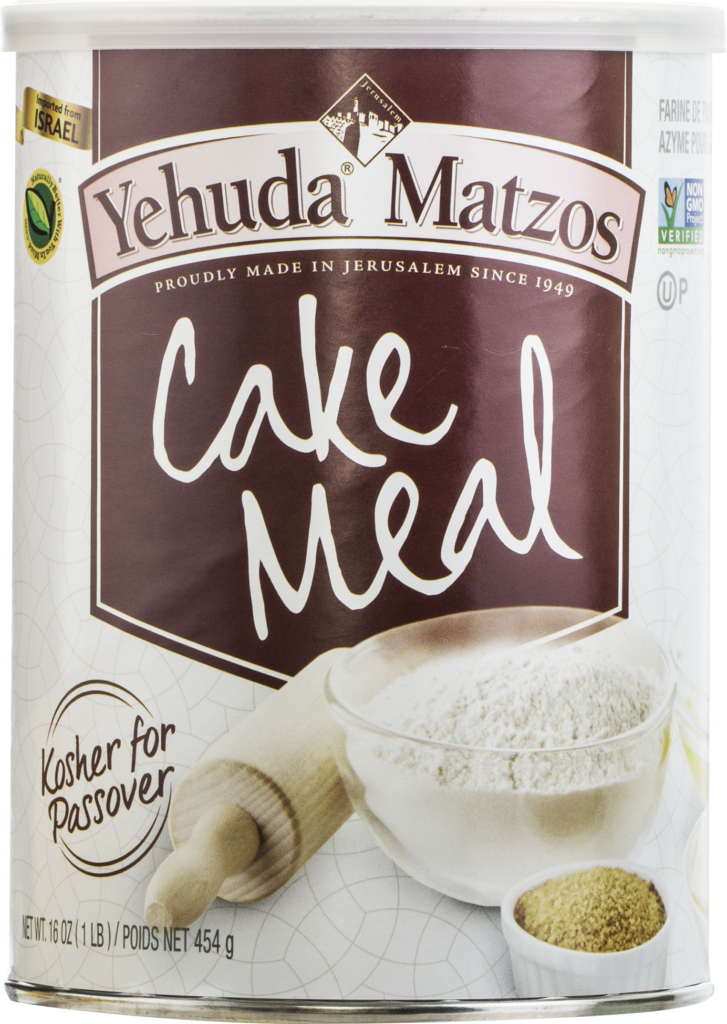 Jerusalem
Imported from
ISRAEL
Yehuda® Matzos
PROUDLY MADE IN JERUSALEM SINCE 1949
Cake
Meal
Kosher for
Passover
NET WT. 16 OZ (1 LB) / POIDS NET 454 g
FARINE DE
AZYME
NON
GMO
Project
VERIFIED
nongmoproject.org
U P